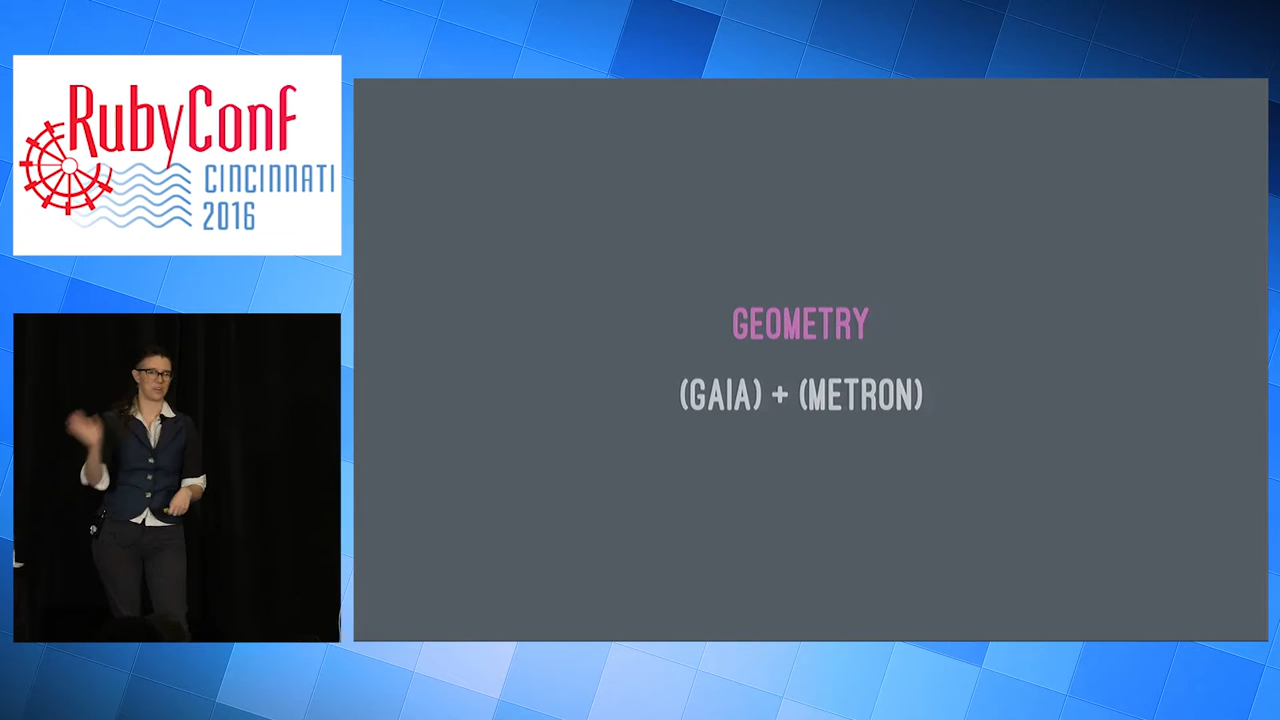 RubyConf
CINCINNATI
2016
GEOMETRY
(GAIA) + (METRON)